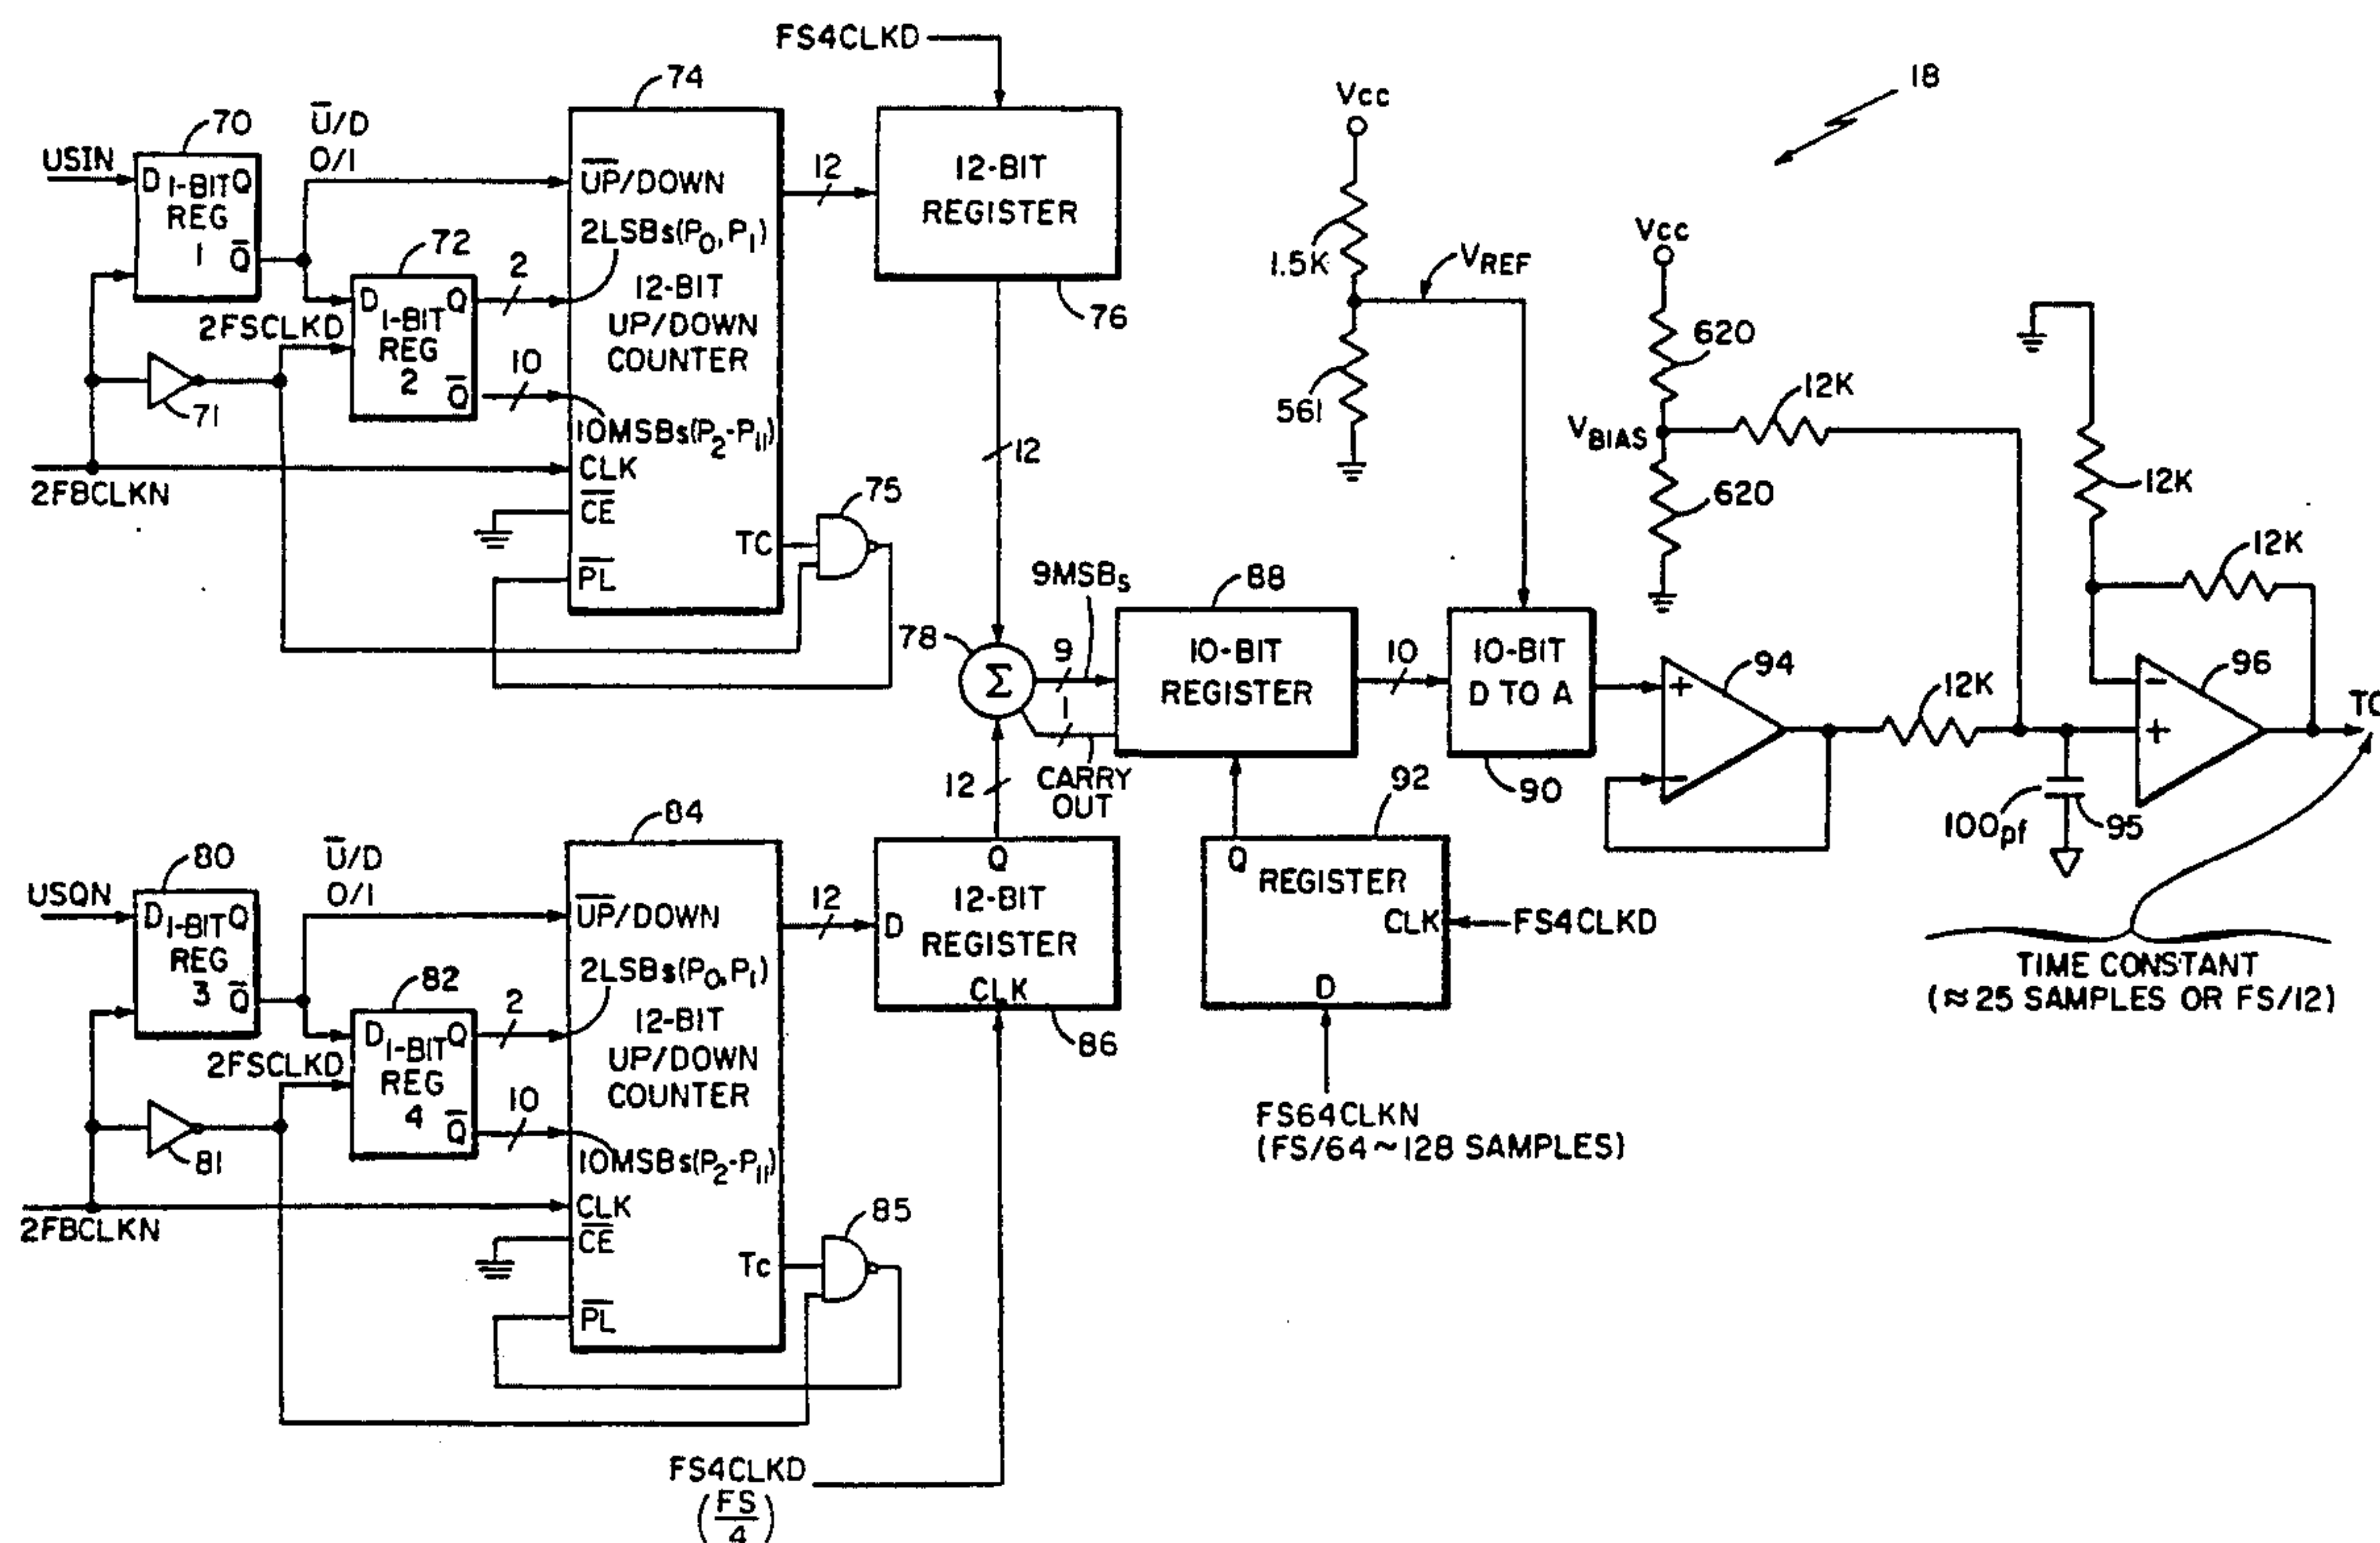 FS4CLKD
18
74
Vcc
70
U̅/D
0/1
USIN
D 1-BIT Q
REG
1 Q̅
72
UP̅/DOWN
2LSBs(P0, P1)
12
12-BIT
REGISTER
76
1.5K
VREF
Vcc
2
D 1-BIT Q
REG
2
Q̅
2FSCLKD
12-BIT
UP/DOWN
COUNTER
10
10MSBs(P2-P11)
71
561
620
12K
VBIAS
620
12K
12
CLK
2FBCLKN
CE̅
75
TC
PL̅
12K
9MSBs
88
78
Σ
9
1
10-BIT
REGISTER
10
10-BIT
D TO A
94
+
−
12K
96
−
+
TC
CARRY
OUT
92
90
100pf
95
12
84
80
U̅/D
0/1
USQN
D 1-BIT Q
REG
3 Q̅
82
UP̅/DOWN
2LSBs(P0, P1)
12
Q
D 12-BIT
REGISTER
CLK
86
Q
REGISTER
CLK
FS4CLKD
D
TIME CONSTANT
(≈25 SAMPLES OR FS/12)
2
D 1-BIT Q
REG
4
Q̅
2FSCLKD
12-BIT
UP/DOWN
COUNTER
10
10MSBs(P2-P11)
81
FS64CLKN
(FS/64~128 SAMPLES)
CLK
2FBCLKN
CE̅
85
Tc
PL̅
FS4CLKD
(FS/4)